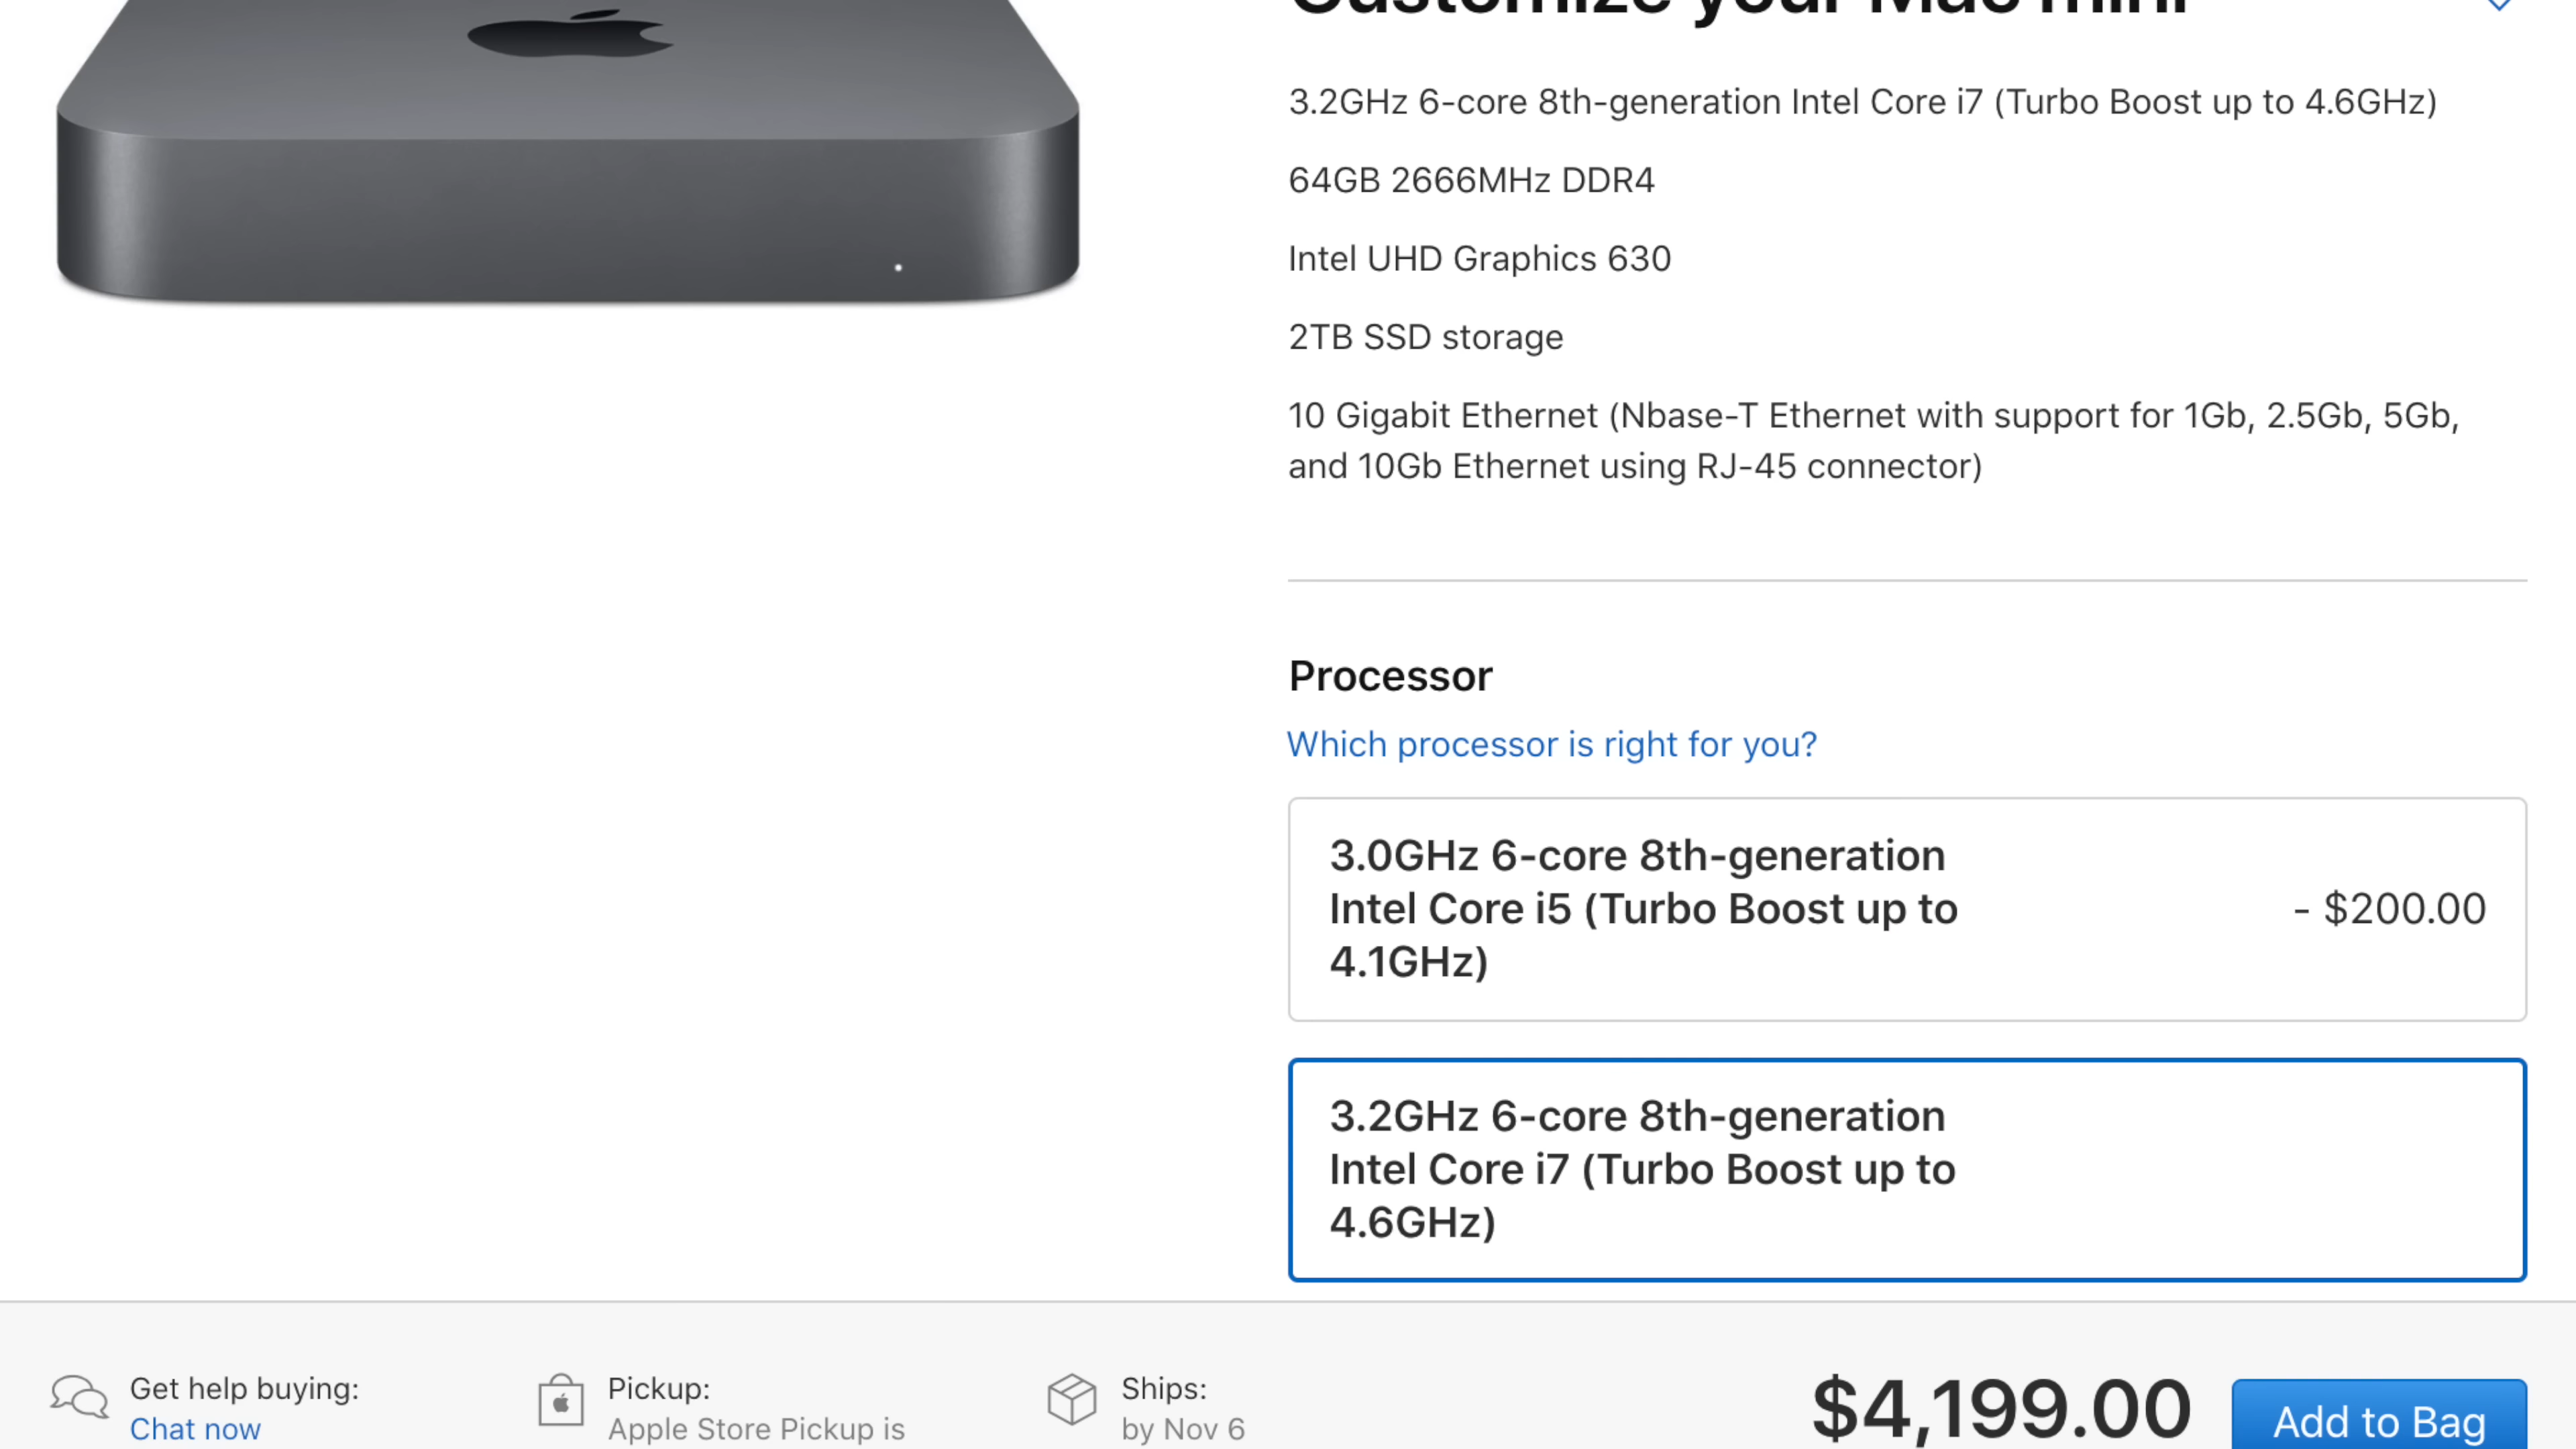 Customize your Mac mini
3.2GHz 6-core 8th-generation Intel Core i7 (Turbo Boost up to 4.6GHz)
64GB 2666MHz DDR4
Intel UHD Graphics 630
2TB SSD storage
10 Gigabit Ethernet (Nbase-T Ethernet with support for 1Gb, 2.5Gb, 5Gb,
and 10Gb Ethernet using RJ-45 connector)
Processor
Which processor is right for you?
3.0GHz 6-core 8th-generation
Intel Core i5 (Turbo Boost up to
4.1GHz)
- $200.00
3.2GHz 6-core 8th-generation
Intel Core i7 (Turbo Boost up to
4.6GHz)
Get help buying:
Chat now
Pickup:
Apple Store Pickup is
Ships:
by Nov 6
$4,199.00
Add to Bag